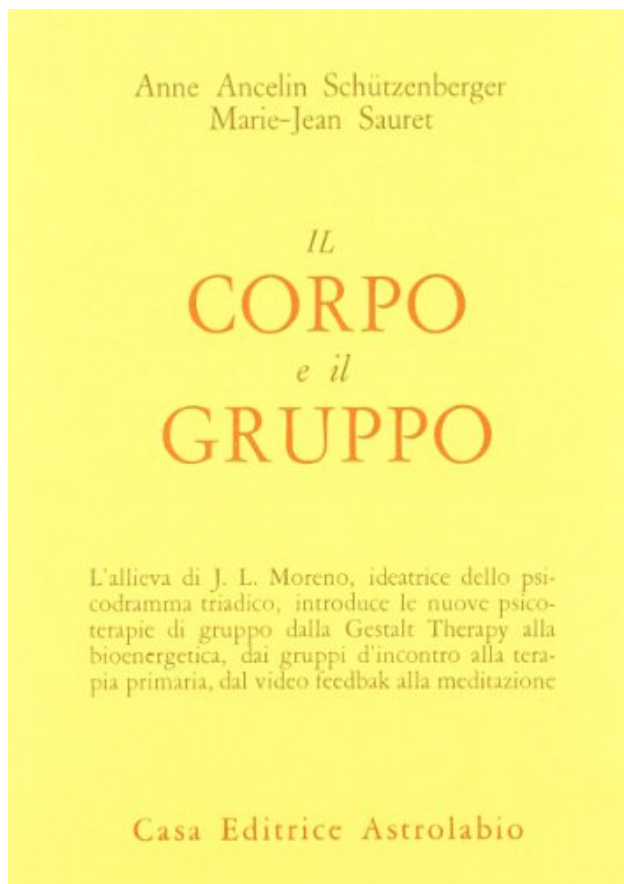 Anne Ancelin Schützenberger
Marie-Jean Sauret
IL
CORPO
e il
GRUPPO
L'allieva di J. L. Moreno, ideatrice dello psi-
codramma triadico, introduce le nuove psico-
terapie di gruppo dalla Gestalt Therapy alla
bioenergetica, dai gruppi d'incontro alla tera-
pia primaria, dal video feedbak alla meditazione
Casa Editrice Astrolabio